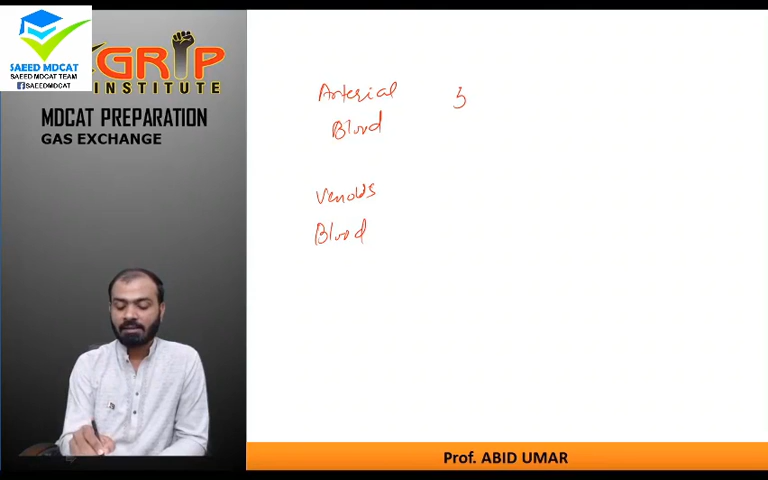 SAEED MDCAT
SAEED MDCAT TEAM
SAEEDMDCAT
GRIP
INSTITUTE
MDCAT PREPARATION
GAS EXCHANGE
Arterial
Blood
5
Venous
Blood
Prof. ABID UMAR